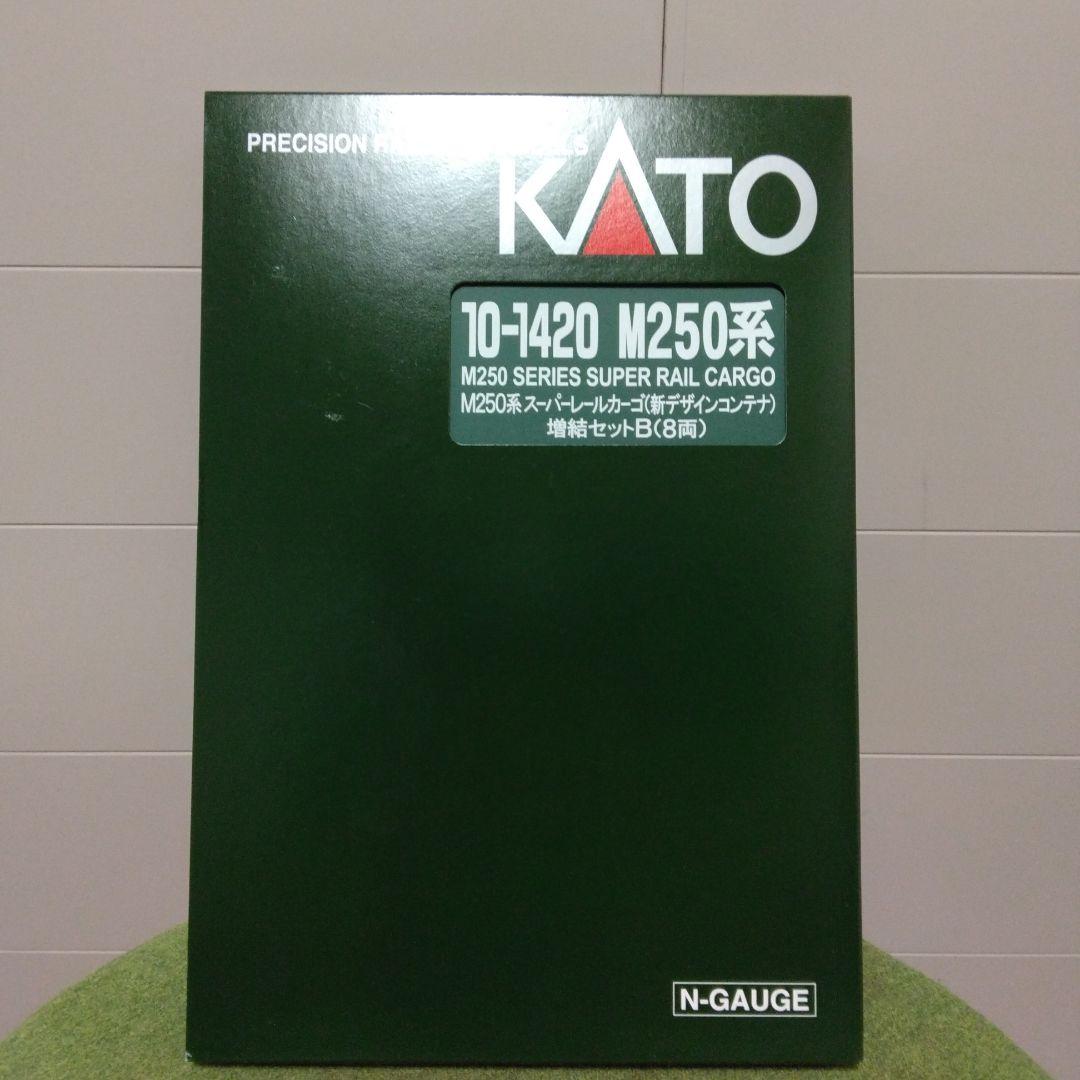 PRECISION
KATO
10-1420 M250系
M250 SERIES SUPER RAIL CARGO
M250系スーパーレールカーゴ(新デザインコンテナ)
増結セットB(8両)
N-GAUGE